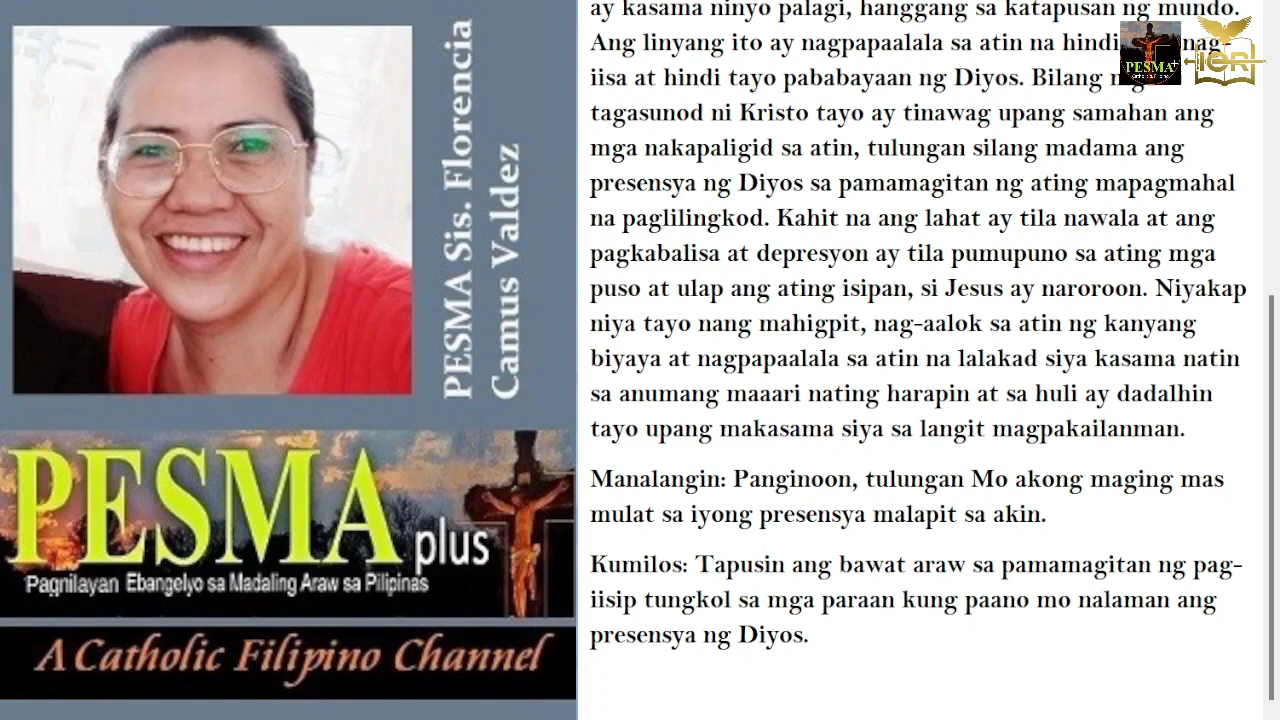 PESMA Sis. Florencia
Camus Valdez
PESMA plus
Pagnilayan Ebangelyo sa Madaling Araw sa Pilipinas
A Catholic Filipino Channel
ay kasama ninyo palagi, hanggang sa katapusan ng mundo.
Ang linyang ito ay nagpapaalala sa atin na hindi nag-
iisa at hindi tayo pababayaan ng Diyos. Bilang mga
tagasunod ni Kristo tayo ay tinawag upang samahan ang
mga nakapaligid sa atin, tulungan silang madama ang
presensya ng Diyos sa pamamagitan ng ating mapagmahal
na paglilingkod. Kahit na ang lahat ay tila nawala at ang
pagkabalisa at depresyon ay tila pumupuno sa ating mga
puso at ulap ang ating isipan, si Jesus ay naroroon. Niyakap
niya tayo nang mahigpit, nag-aalok sa atin ng kanyang
biyaya at nagpapaalala sa atin na lalakad siya kasama natin
sa anumang maaari nating harapin at sa huli ay dadalhin
tayo upang makasama siya sa langit magpakailanman.
Manalangin: Panginoon, tulungan Mo akong maging mas
mulat sa iyong presensya malapit sa akin.
Kumilos: Tapusin ang bawat araw sa pamamagitan ng pag-
iisip tungkol sa mga paraan kung paano mo nalaman ang
presensya ng Diyos.
PESMA